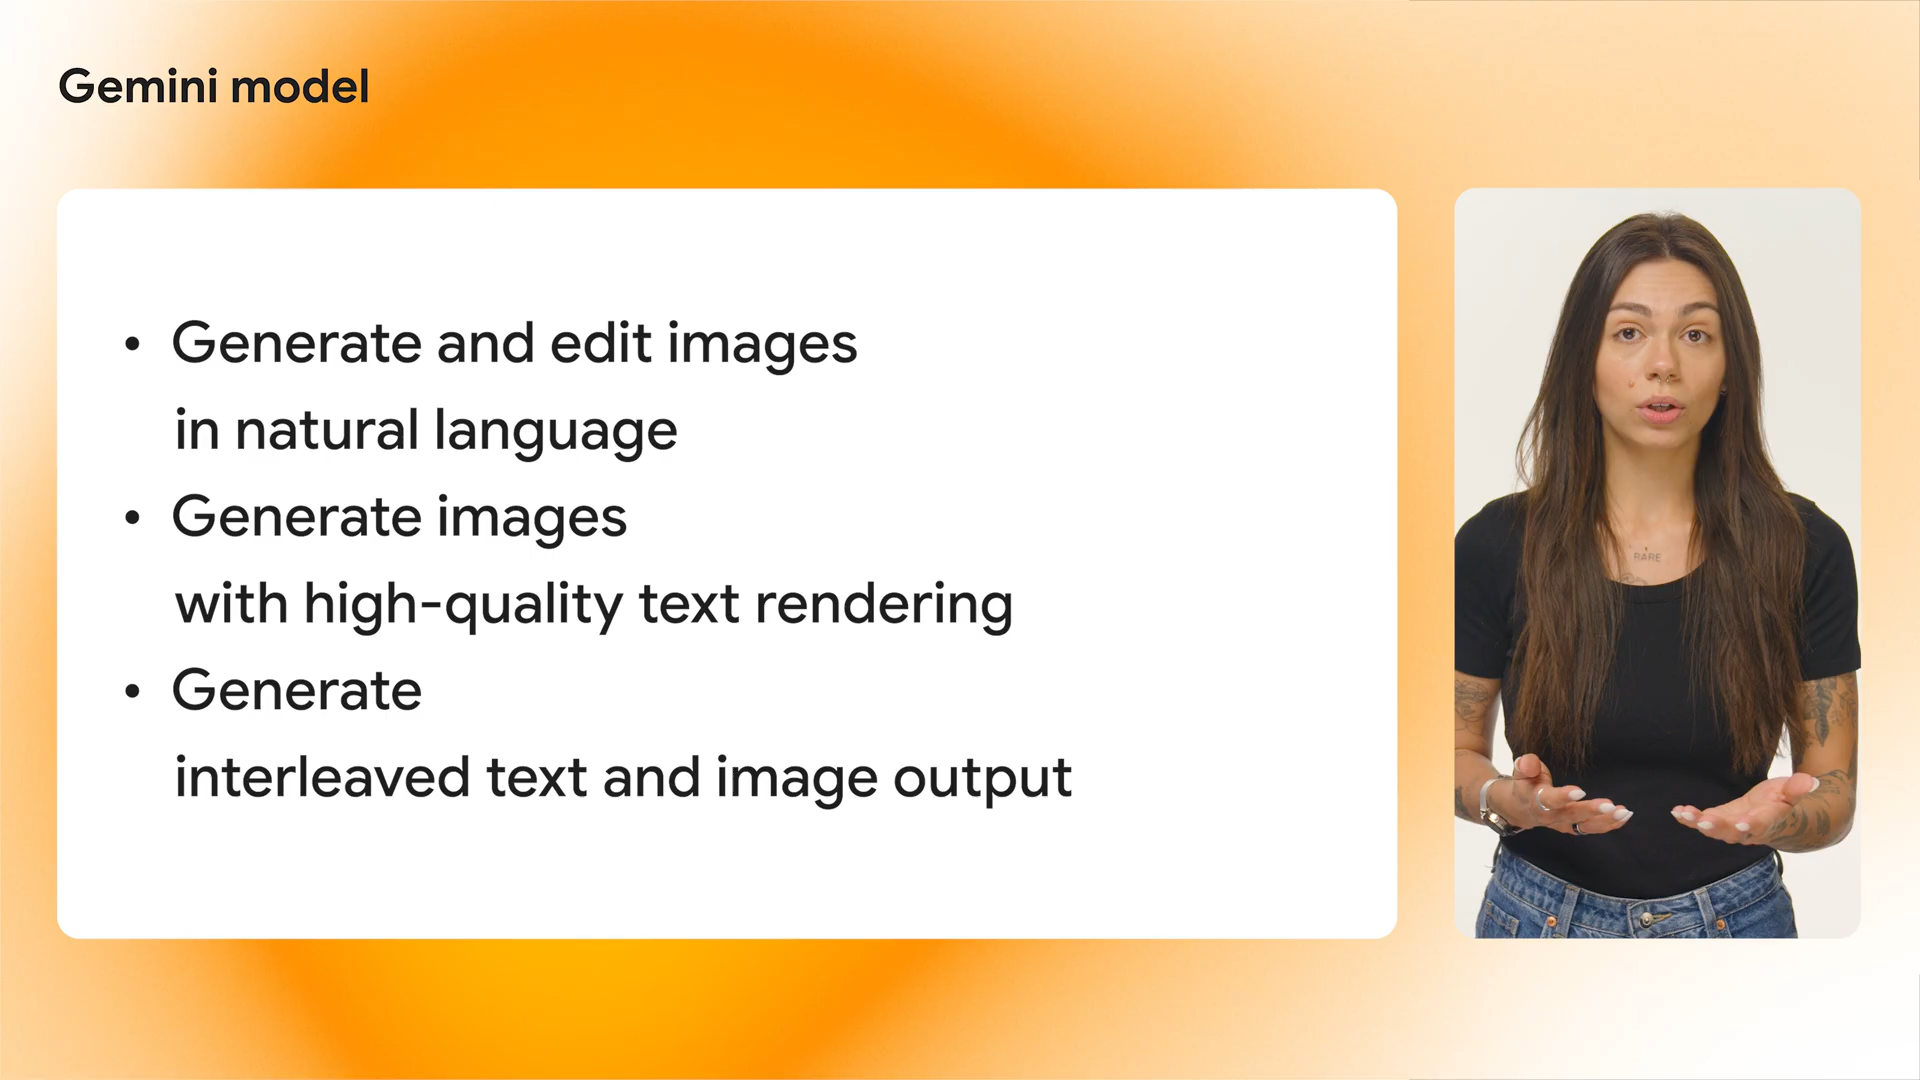 Gemini model
• Generate and edit images
in natural language
• Generate images
with high-quality text rendering
• Generate
interleaved text and image output
RARE